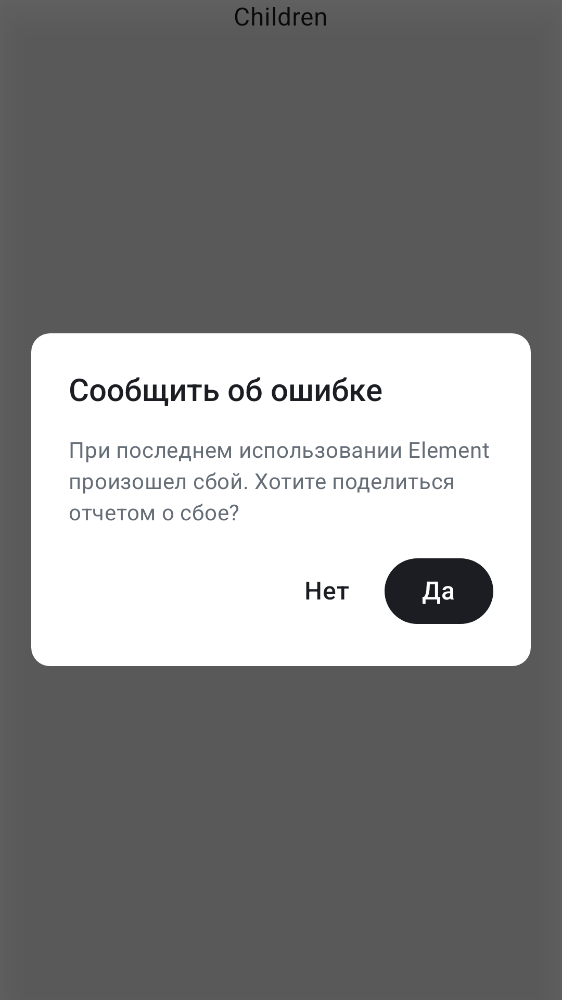 Children
Сообщить об ошибке
При последнем использовании Element
произошел сбой. Хотите поделиться
отчетом о сбое?
Нет
Да